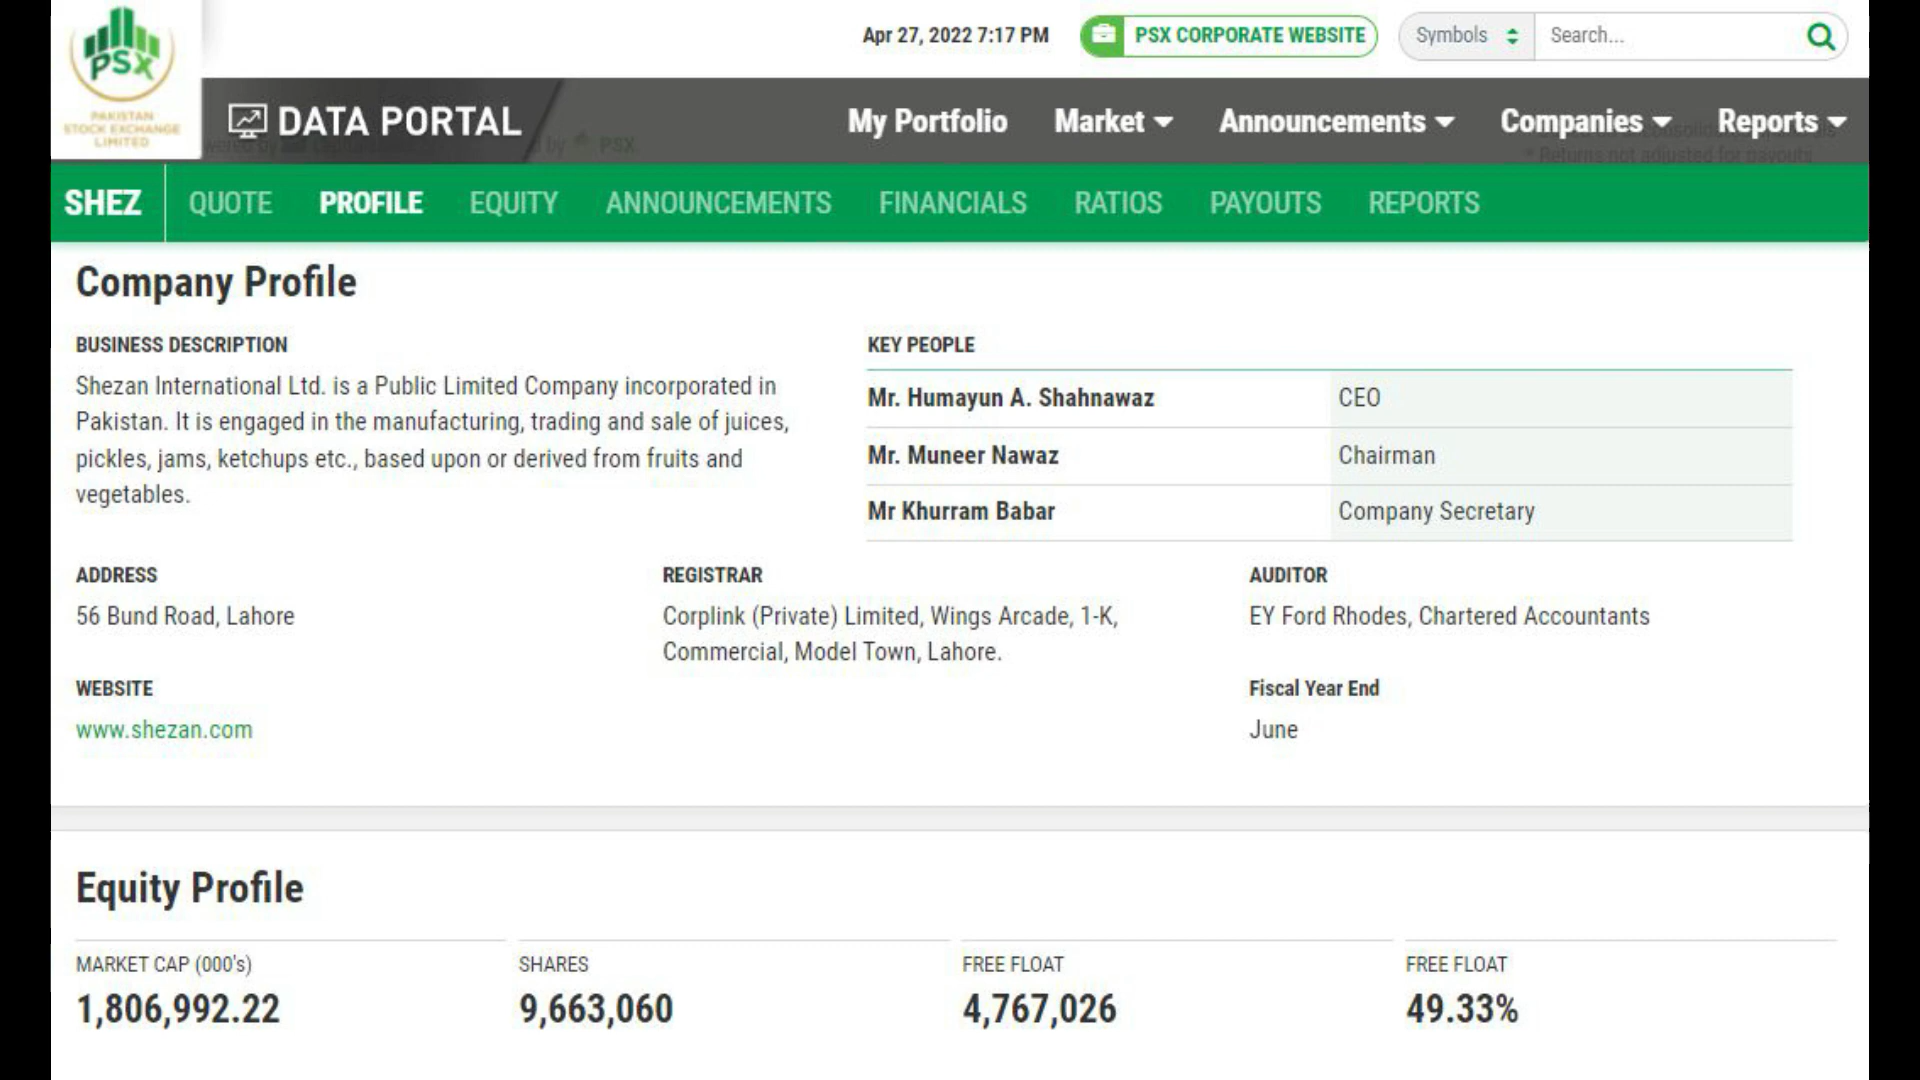 Apr 27, 2022 7:17 PM
PSX CORPORATE WEBSITE
Symbols
Search...
PSX
PAKISTAN
STOCK EXCHANGE
LIMITED
DATA PORTAL
My Portfolio
Market
Announcements
Companies
Reports
by PSX
* Returns not adjusted for payouts
SHEZ
QUOTE
PROFILE
EQUITY
ANNOUNCEMENTS
FINANCIALS
RATIOS
PAYOUTS
REPORTS
Company Profile
BUSINESS DESCRIPTION
Shezan International Ltd. is a Public Limited Company incorporated in
Pakistan. It is engaged in the manufacturing, trading and sale of juices,
pickles, jams, ketchups etc., based upon or derived from fruits and
vegetables.
KEY PEOPLE
Mr. Humayun A. Shahnawaz CEO
Mr. Muneer Nawaz Chairman
Mr Khurram Babar Company Secretary
ADDRESS
56 Bund Road, Lahore
REGISTRAR
Corplink (Private) Limited, Wings Arcade, 1-K,
Commercial, Model Town, Lahore.
AUDITOR
EY Ford Rhodes, Chartered Accountants
WEBSITE
www.shezan.com
Fiscal Year End
June
Equity Profile
MARKET CAP (000's)
1,806,992.22
SHARES
9,663,060
FREE FLOAT
4,767,026
FREE FLOAT
49.33%